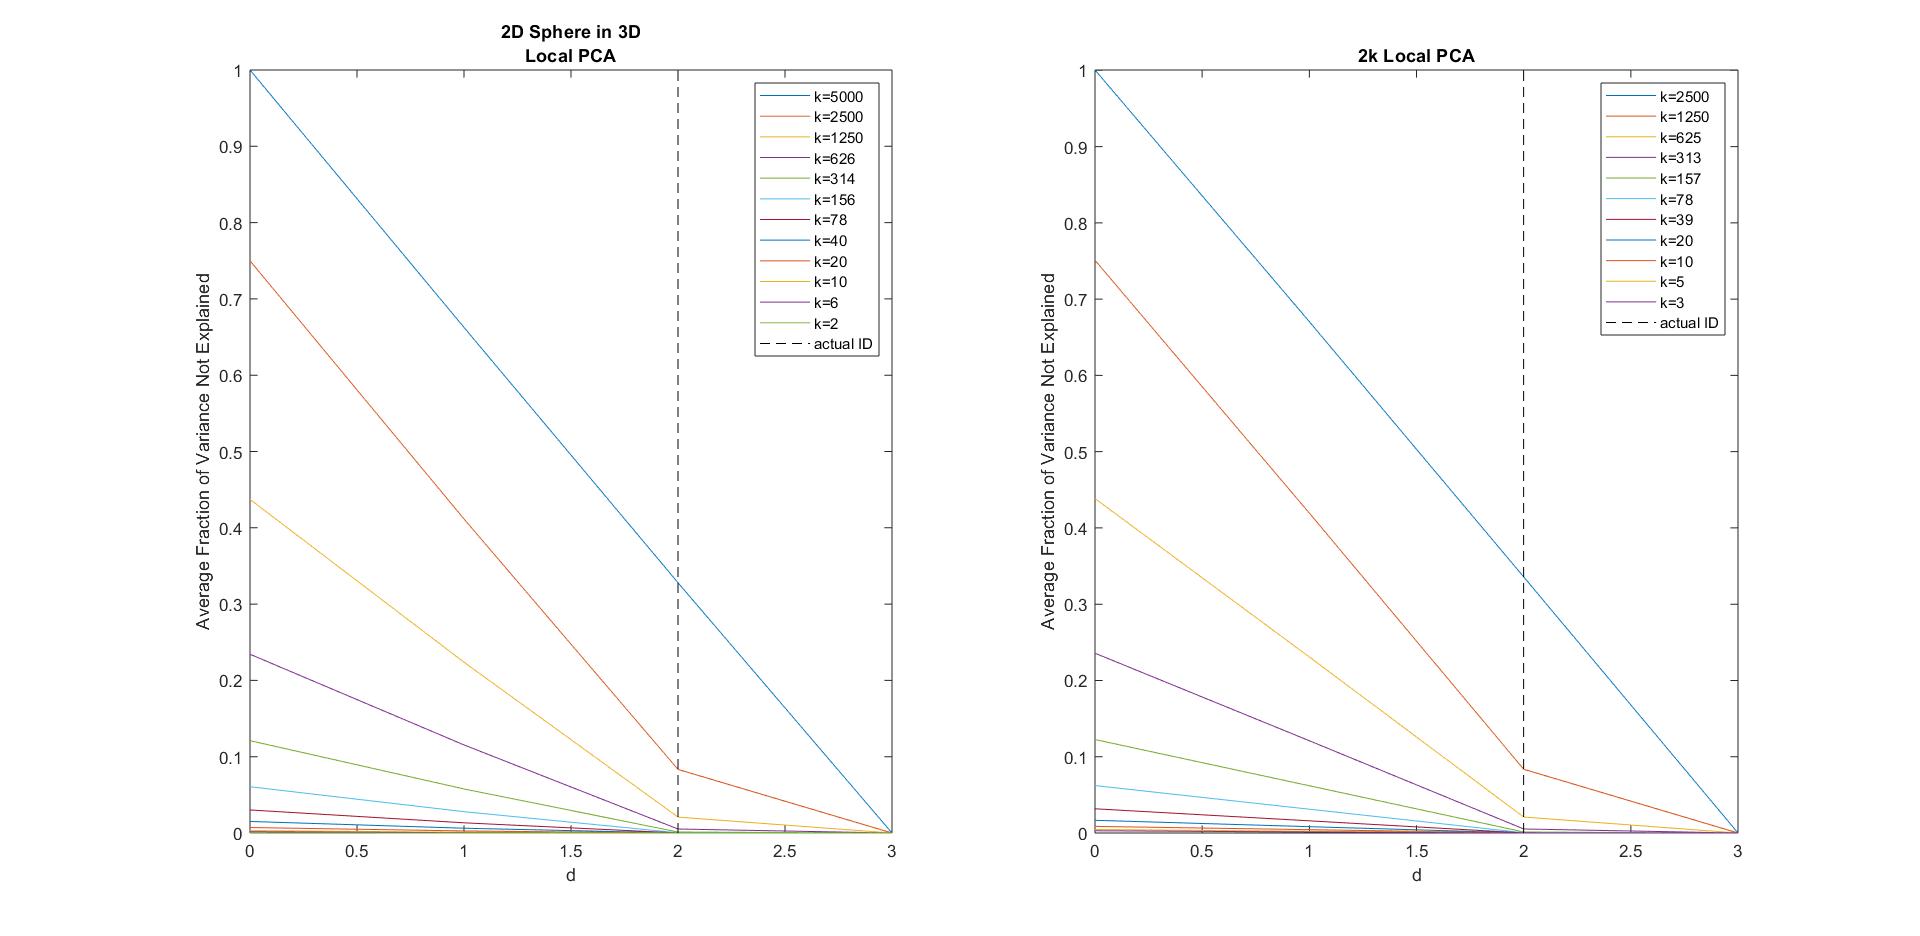 2D Sphere in 3D
Local PCA
Average Fraction of Variance Not Explained
1
0.9
0.8
0.7
0.6
0.5
0.4
0.3
0.2
0.1
0
0 0.5 1 1.5 2 2.5 3
d
k=5000
k=2500
k=1250
k=626
k=314
k=156
k=78
k=40
k=20
k=10
k=6
k=2
actual ID
2k Local PCA
Average Fraction of Variance Not Explained
1
0.9
0.8
0.7
0.6
0.5
0.4
0.3
0.2
0.1
0
0 0.5 1 1.5 2 2.5 3
d
k=2500
k=1250
k=625
k=313
k=157
k=78
k=39
k=20
k=10
k=5
k=3
actual ID